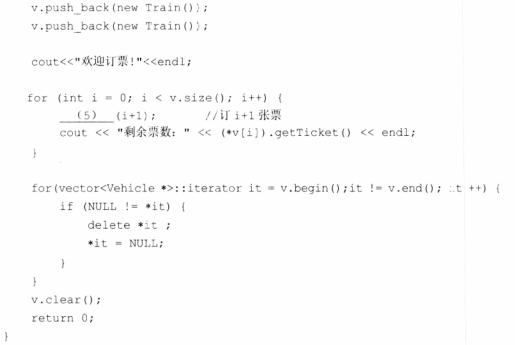 v.push_back(new Train());
v.push_back(new Train());
cout<<"欢迎订票!"<<endl;
for (int i = 0; i < v.size(); i++) {
(5) (i+1); //订 i+1 张票
cout << "剩余票数: " << (*v[i]).getTicket() << endl;
}
for(vector<Vehicle *>::iterator it = v.begin();it != v.end(); it ++) {
if (NULL != *it) {
delete *it ;
*it = NULL;
}
}
v.clear();
return 0;
}